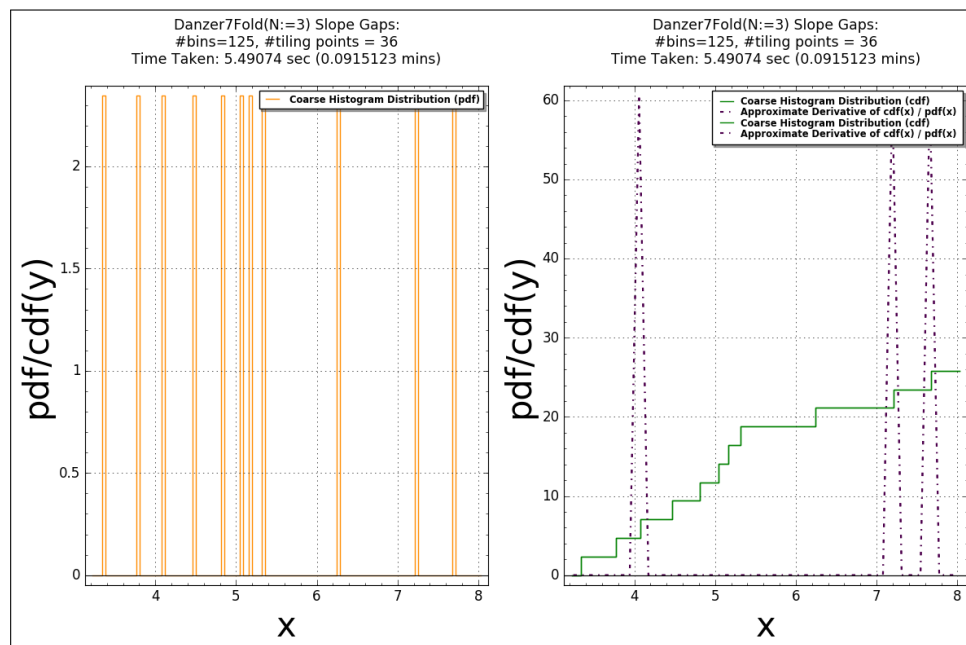 Danzer7Fold(N:=3) Slope Gaps:
#bins=125, #tiling points = 36
Time Taken: 5.49074 sec (0.0915123 mins)
Coarse Histogram Distribution (pdf)
2
1.5
1
0.5
0
pdf/cdf(y)
4
5
6
7
8
x
Danzer7Fold(N:=3) Slope Gaps:
#bins=125, #tiling points = 36
Time Taken: 5.49074 sec (0.0915123 mins)
Coarse Histogram Distribution (cdf)
Approximate Derivative of cdf(x) / pdf(x)
Coarse Histogram Distribution (cdf)
Approximate Derivative of cdf(x) / pdf(x)
60
50
40
30
20
10
0
pdf/cdf(y)
4
5
6
7
8
x